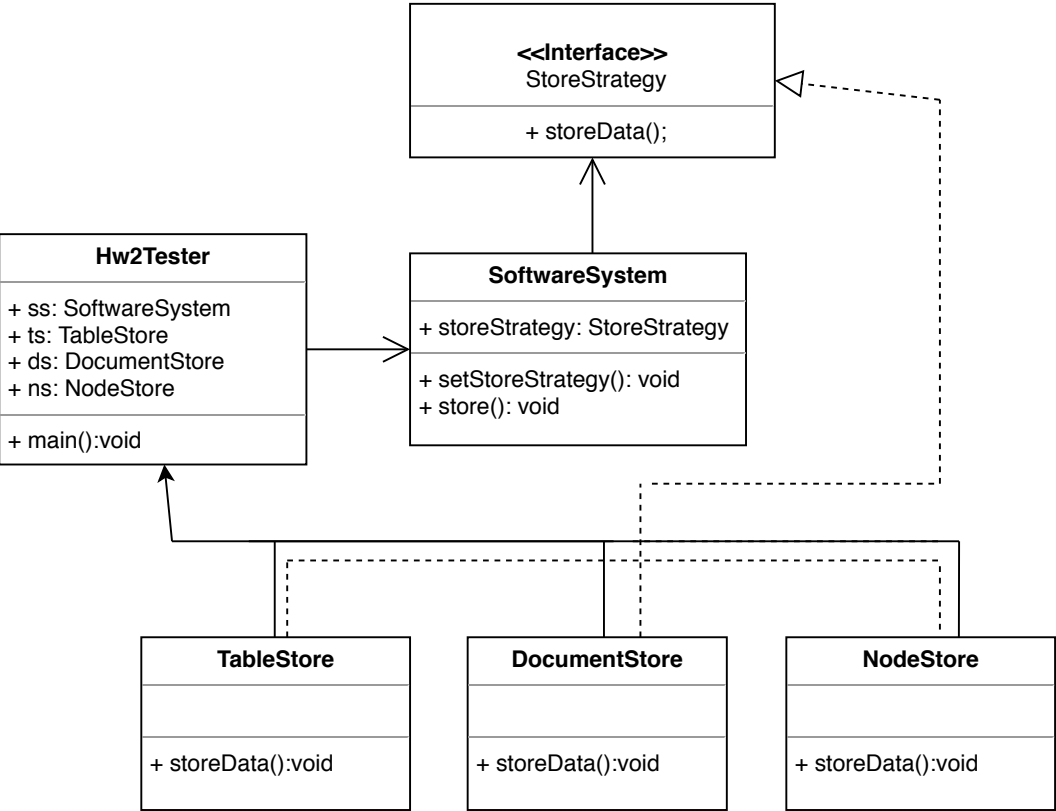 <<Interface>>
StoreStrategy
+ storeData();
Hw2Tester
+ ss: SoftwareSystem
+ ts: TableStore
+ ds: DocumentStore
+ ns: NodeStore
+ main():void
SoftwareSystem
+ storeStrategy: StoreStrategy
+ setStoreStrategy(): void
+ store(): void
TableStore
+ storeData():void
DocumentStore
+ storeData():void
NodeStore
+ storeData():void